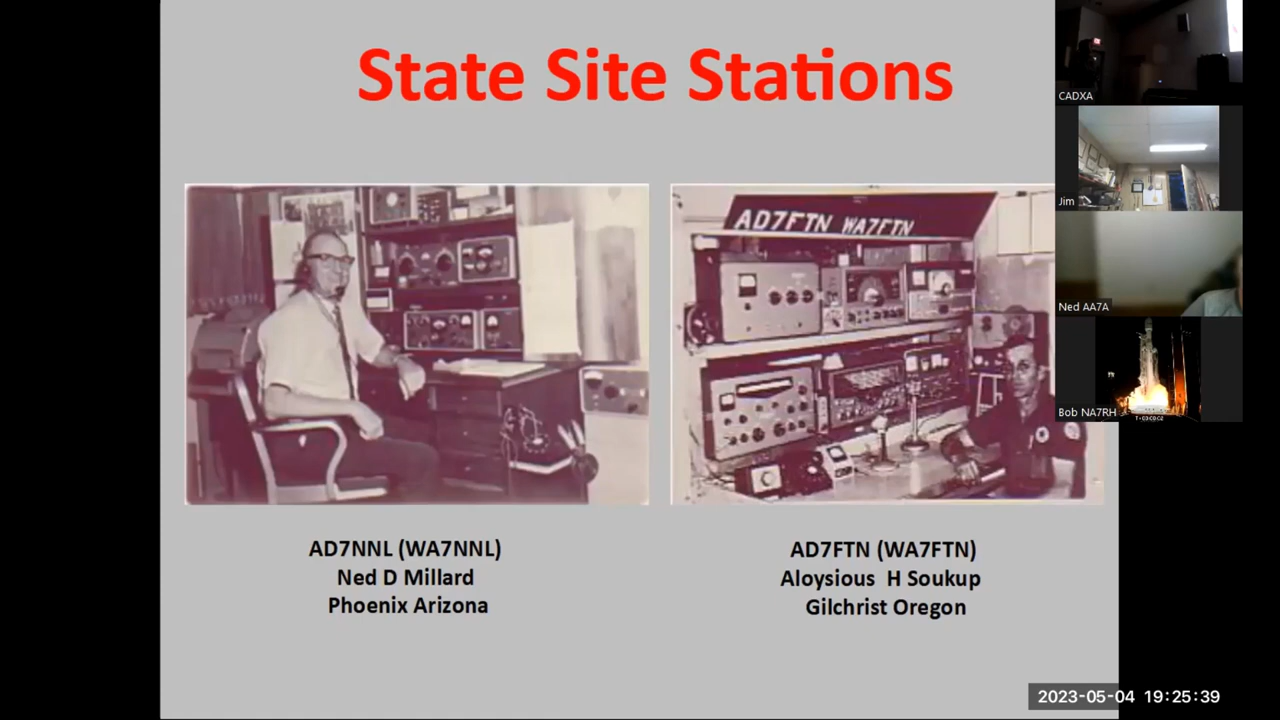 State Site Stations
AD7FTN WA7FTN
AD7NNL (WA7NNL)
Ned D Millard
Phoenix Arizona
AD7FTN (WA7FTN)
Aloysious H Soukup
Gilchrist Oregon
CADXA
Jim
Ned AA7A
Bob NA7RH
2023-05-04 19:25:39